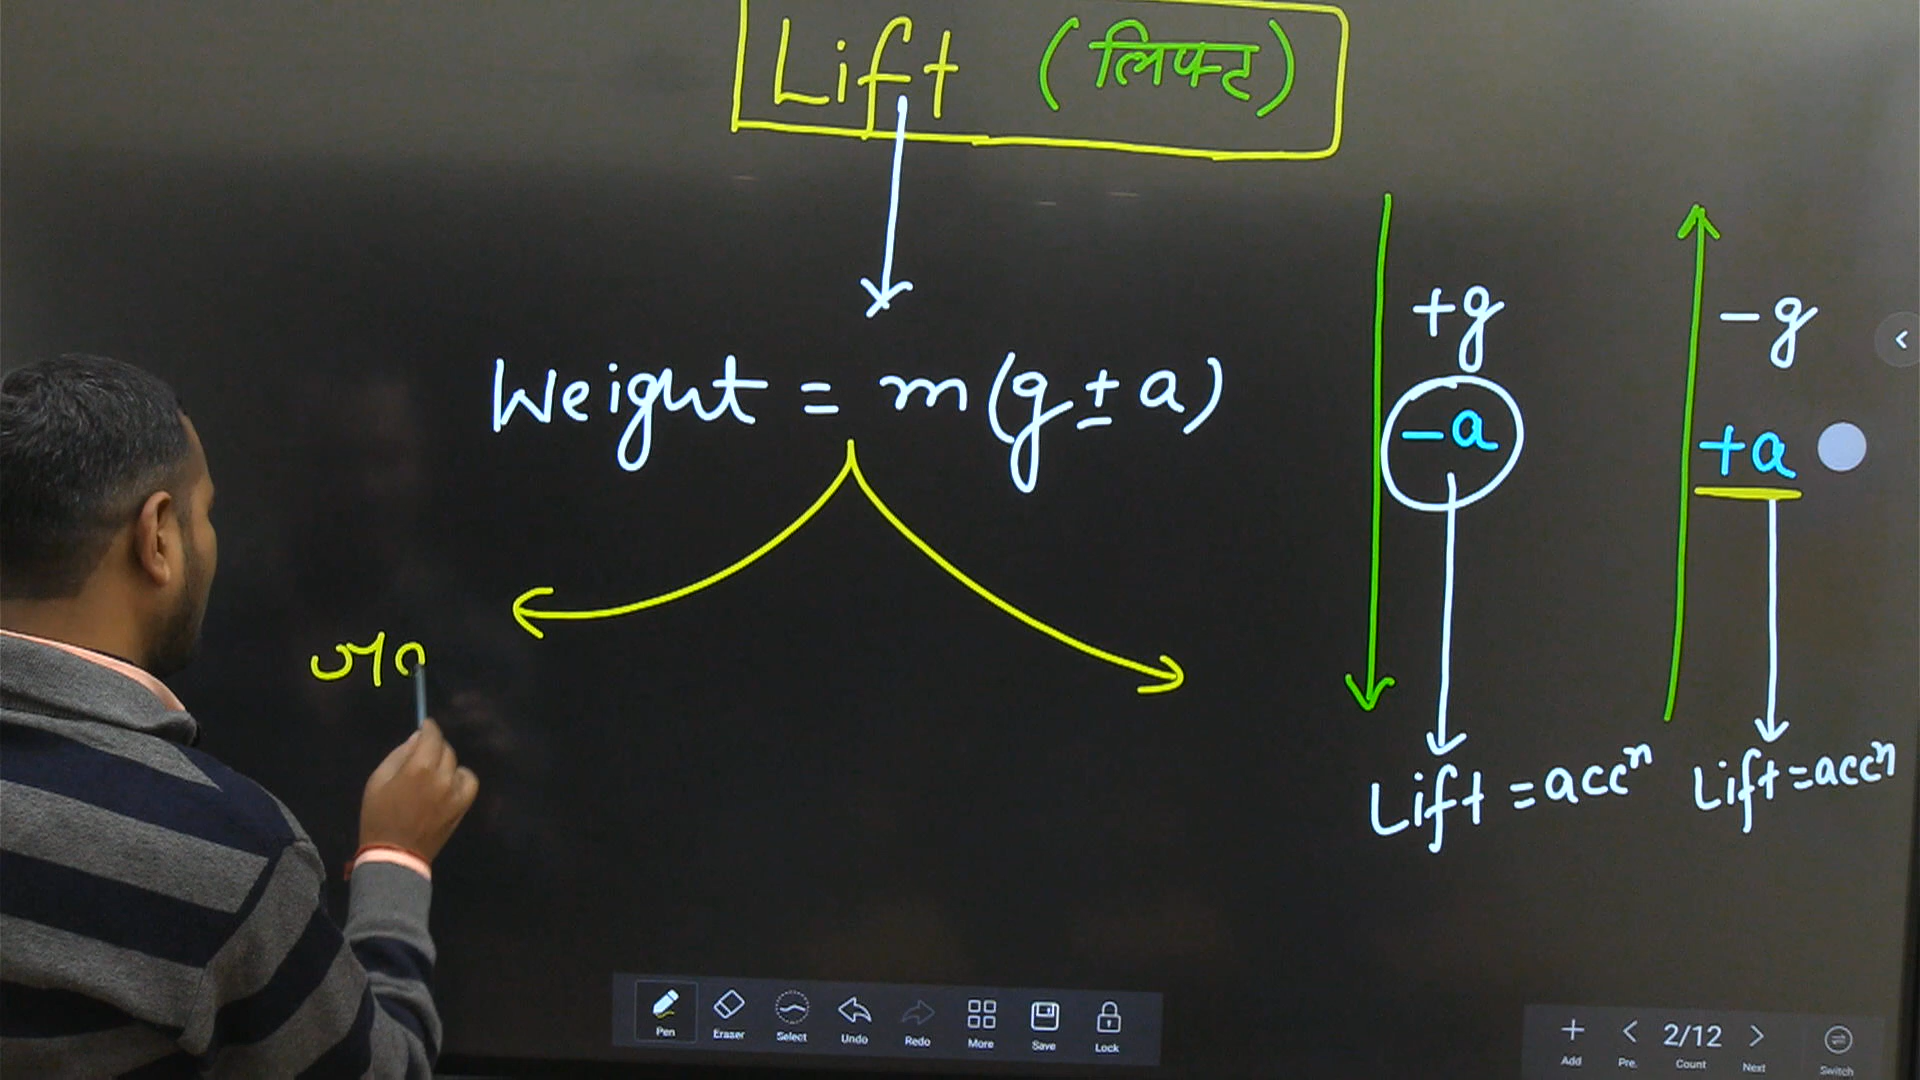 Lift (लिफ्ट)
Weight = m(g ± a)
+g
-a
Lift = accⁿ
-g
+a
Lift = accⁿ
Pen Eraser Select Undo Redo More Save Lock
Add Pre. 2/12 Count Next Switch